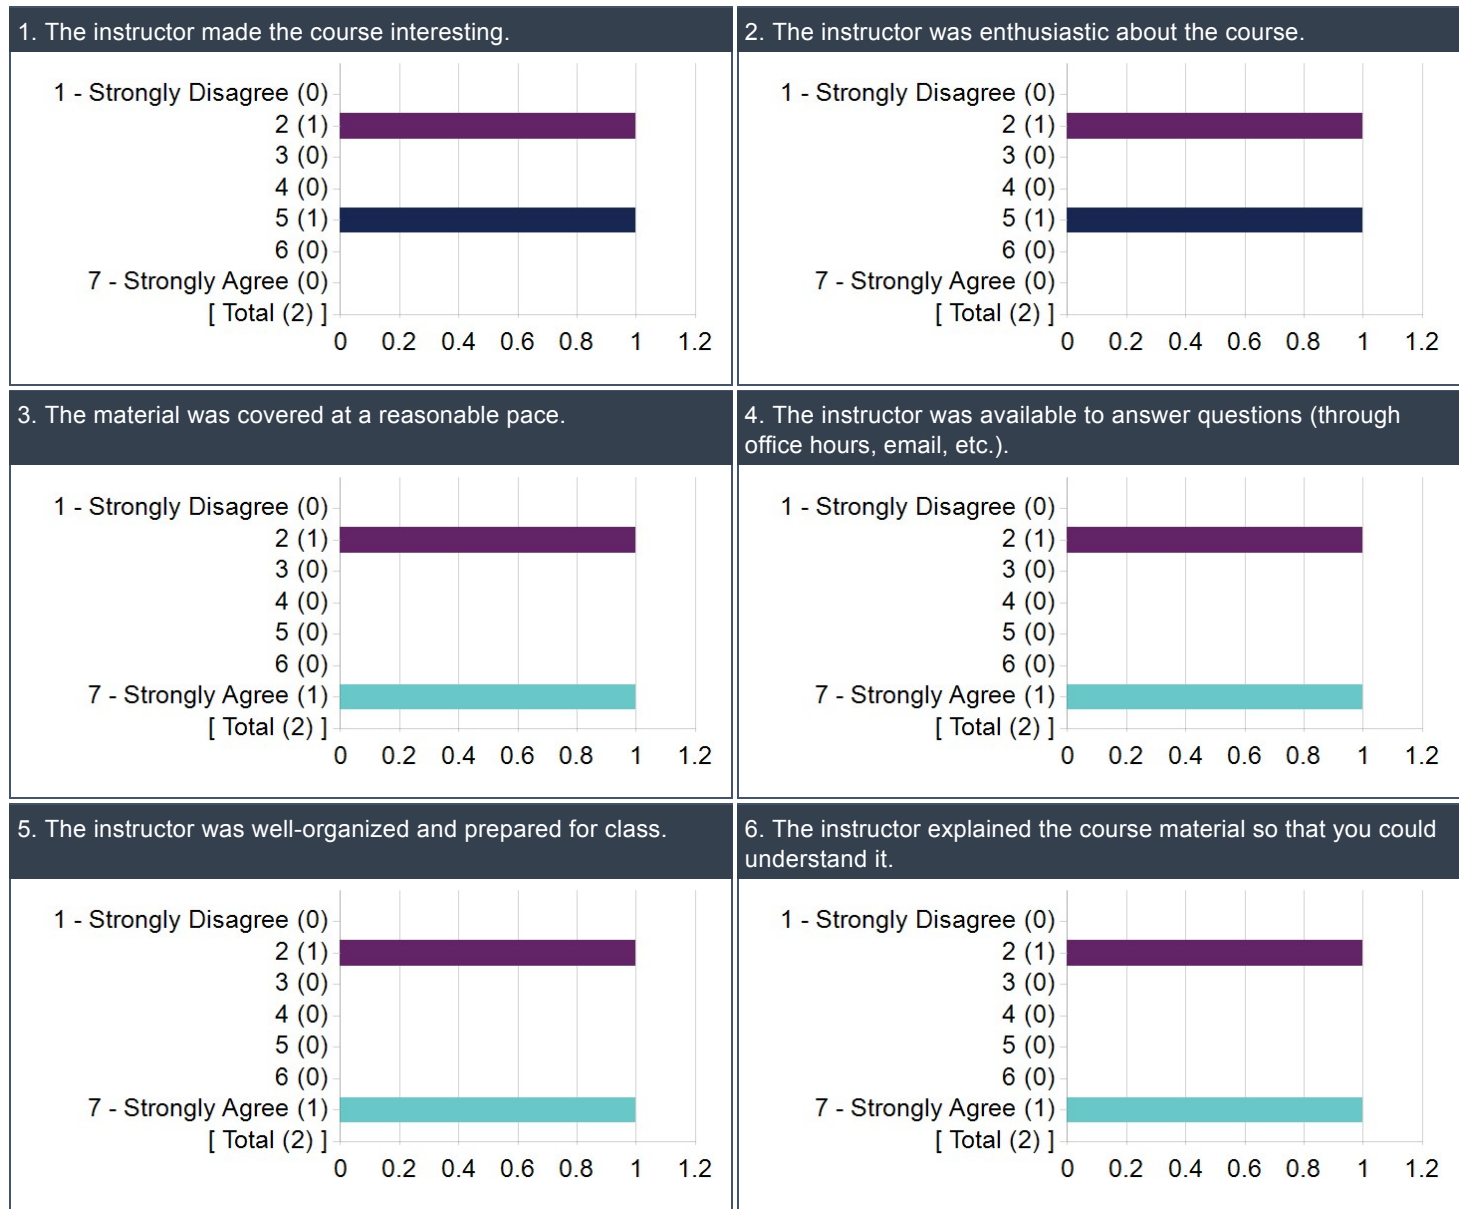 1. The instructor made the course interesting.
1 - Strongly Disagree (0)
2 (1)
3 (0)
4 (0)
5 (1)
6 (0)
7 - Strongly Agree (0)
[ Total (2) ]
0 0.2 0.4 0.6 0.8 1 1.2
2. The instructor was enthusiastic about the course.
1 - Strongly Disagree (0)
2 (1)
3 (0)
4 (0)
5 (1)
6 (0)
7 - Strongly Agree (0)
[ Total (2) ]
0 0.2 0.4 0.6 0.8 1 1.2
3. The material was covered at a reasonable pace.
1 - Strongly Disagree (0)
2 (1)
3 (0)
4 (0)
5 (0)
6 (0)
7 - Strongly Agree (1)
[ Total (2) ]
0 0.2 0.4 0.6 0.8 1 1.2
4. The instructor was available to answer questions (through
office hours, email, etc.).
1 - Strongly Disagree (0)
2 (1)
3 (0)
4 (0)
5 (0)
6 (0)
7 - Strongly Agree (1)
[ Total (2) ]
0 0.2 0.4 0.6 0.8 1 1.2
5. The instructor was well-organized and prepared for class.
1 - Strongly Disagree (0)
2 (1)
3 (0)
4 (0)
5 (0)
6 (0)
7 - Strongly Agree (1)
[ Total (2) ]
0 0.2 0.4 0.6 0.8 1 1.2
6. The instructor explained the course material so that you could
understand it.
1 - Strongly Disagree (0)
2 (1)
3 (0)
4 (0)
5 (0)
6 (0)
7 - Strongly Agree (1)
[ Total (2) ]
0 0.2 0.4 0.6 0.8 1 1.2